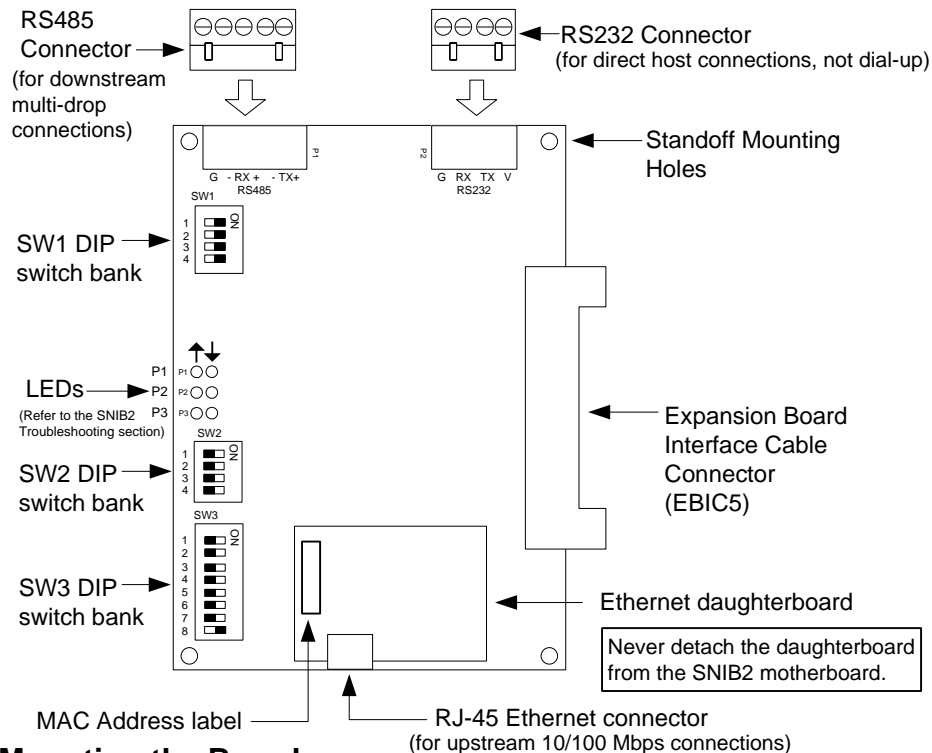 RS485
Connector
(for downstream
multi-drop
connections)
RS232 Connector
(for direct host connections, not dial-up)
Standoff Mounting
Holes
P1
P2
G - RX + - TX+
RS485
G RX TX V
RS232
SW1
ON
1
2
3
4
SW1 DIP
switch bank
P1 P1
LEDs P2 P2
P3 P3
(Refer to the SNIB2
Troubleshooting section)
SW2
ON
1
2
3
4
SW2 DIP
switch bank
SW3
ON
1
2
3
4
5
6
7
8
SW3 DIP
switch bank
Expansion Board
Interface Cable
Connector
(EBIC5)
Ethernet daughterboard
Never detach the daughterboard
from the SNIB2 motherboard.
MAC Address label
RJ-45 Ethernet connector
(for upstream 10/100 Mbps connections)